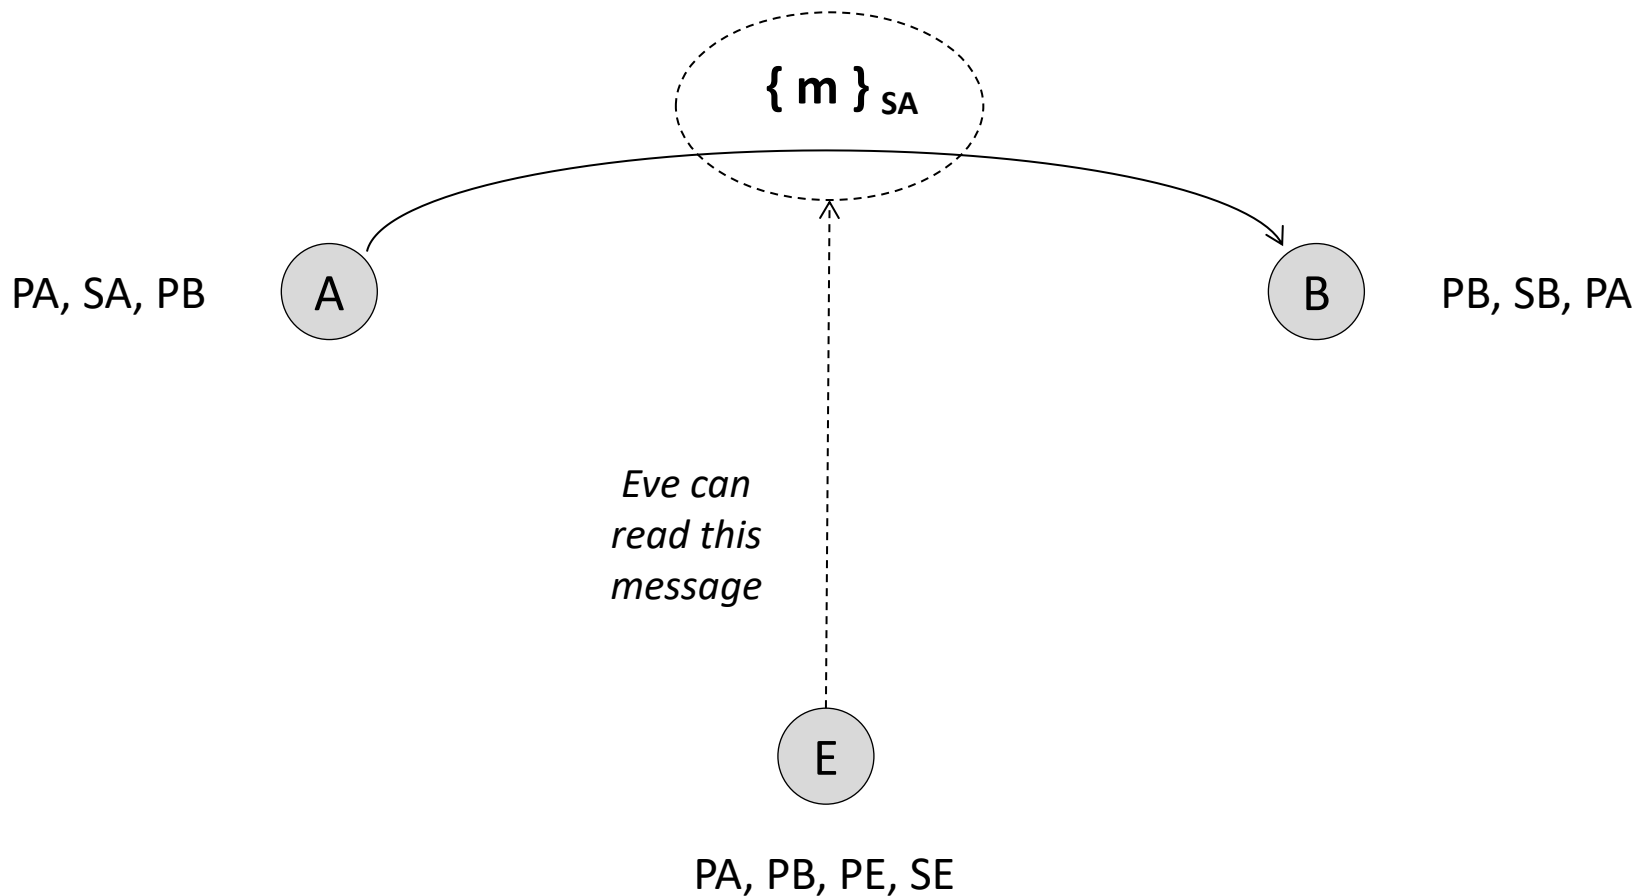 { m } SA
PA, SA, PB
A
B
PB, SB, PA
Eve can
read this
message
E
PA, PB, PE, SE